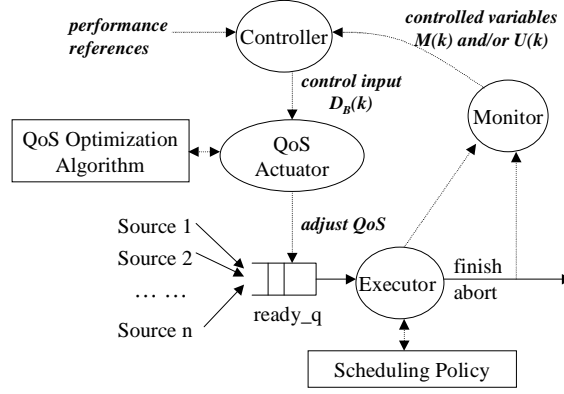 performance
references
Controller
controlled variables
M(k) and/or U(k)
control input
D_B(k)
Monitor
QoS Optimization
Algorithm
QoS
Actuator
adjust QoS
Source 1
Source 2
... ...
Source n
ready_q
Executor
finish
abort
Scheduling Policy